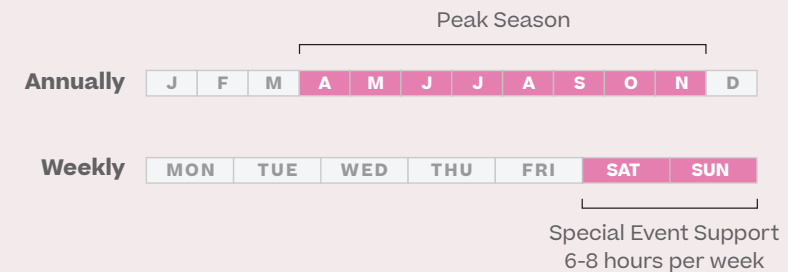 Peak Season
Annually J F M A M J J A S O N D
Weekly MON TUE WED THU FRI SAT SUN
Special Event Support
6-8 hours per week